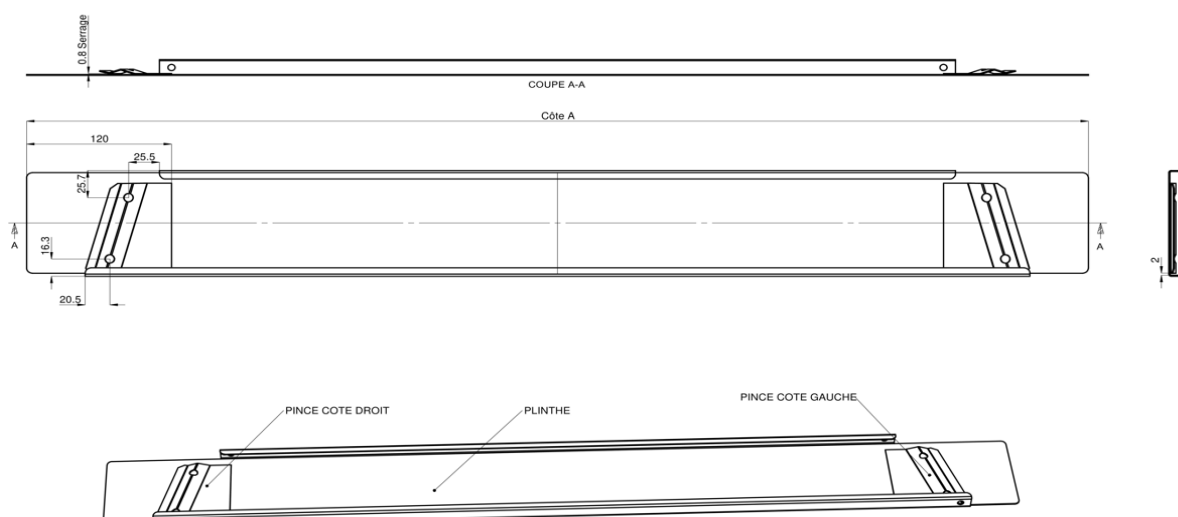 0.8 Serrage
COUPE A-A
Côte A
120
25.5
25.7
A
A
16.3
2
20.5
PINCE COTE DROIT
PLINTHE
PINCE COTE GAUCHE